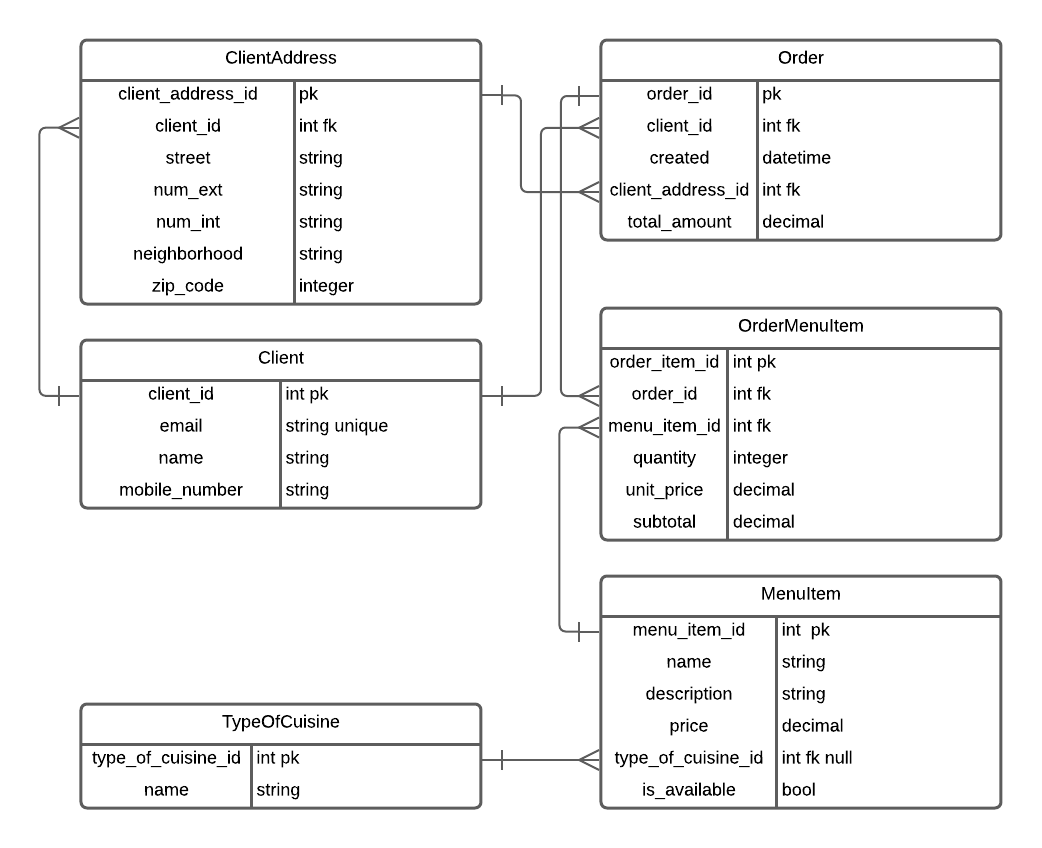 ClientAddress
client_address_id pk
client_id int fk
street string
num_ext string
num_int string
neighborhood string
zip_code integer
Client
client_id int pk
email string unique
name string
mobile_number string
TypeOfCuisine
type_of_cuisine_id int pk
name string
Order
order_id pk
client_id int fk
created datetime
client_address_id int fk
total_amount decimal
OrderMenuItem
order_item_id int pk
order_id int fk
menu_item_id int fk
quantity integer
unit_price decimal
subtotal decimal
MenuItem
menu_item_id int pk
name string
description string
price decimal
type_of_cuisine_id int fk null
is_available bool